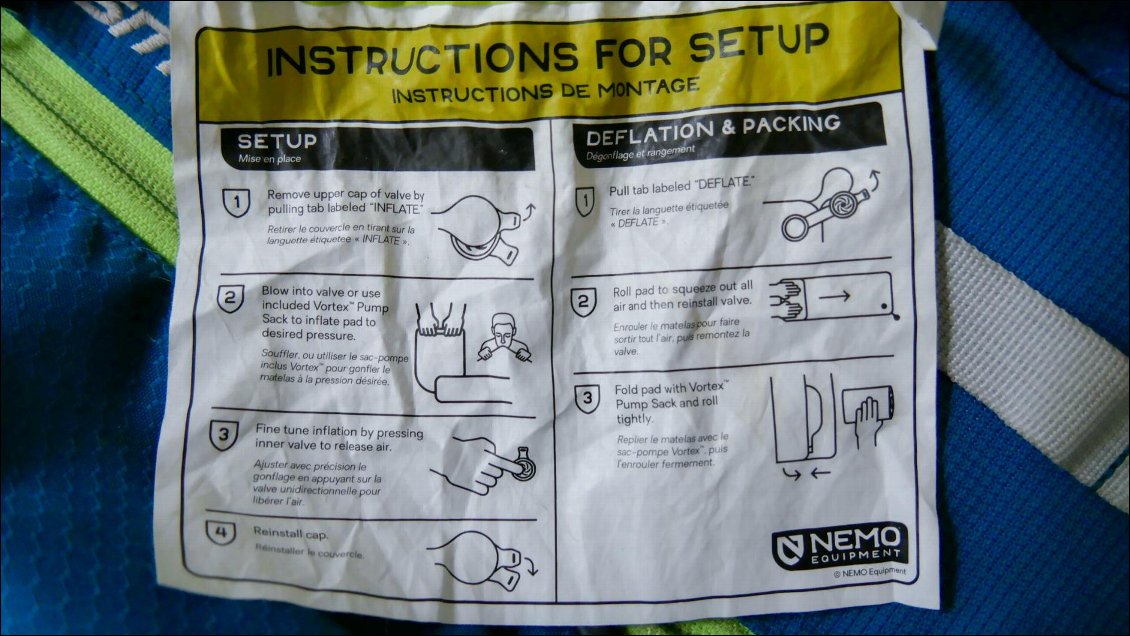 INSTRUCTIONS FOR SETUP
INSTRUCTIONS DE MONTAGE
SETUP
Mise en place
1
Remove upper cap of valve by
pulling tab labeled "INFLATE."
Retirer le couvercle en tirant sur la
languette étiquetée « INFLATE ».
2
Blow into valve or use
included Vortex™ Pump
Sack to inflate pad to
desired pressure.
Souffler, ou utiliser le sac-pompe
inclus Vortex™ pour gonfler le
matelas à la pression désirée.
3
Fine tune inflation by pressing
inner valve to release air.
Ajuster avec précision le
gonflage en appuyant sur la
valve unidirectionnelle pour
libérer l'air.
4
Reinstall cap.
Réinstaller le couvercle.
DEFLATION & PACKING
Dégonflage et rangement
1
Pull tab labeled "DEFLATE."
Tirer la languette étiquetée
« DEFLATE ».
2
Roll pad to squeeze out all
air and then reinstall valve.
Enrouler le matelas pour faire
sortir tout l'air, puis remontez la
valve.
3
Fold pad with Vortex™
Pump Sack and roll
tightly.
Replier le matelas avec le
sac-pompe Vortex™, puis
l'enrouler fermement.
NEMO
EQUIPMENT
© NEMO Equipment